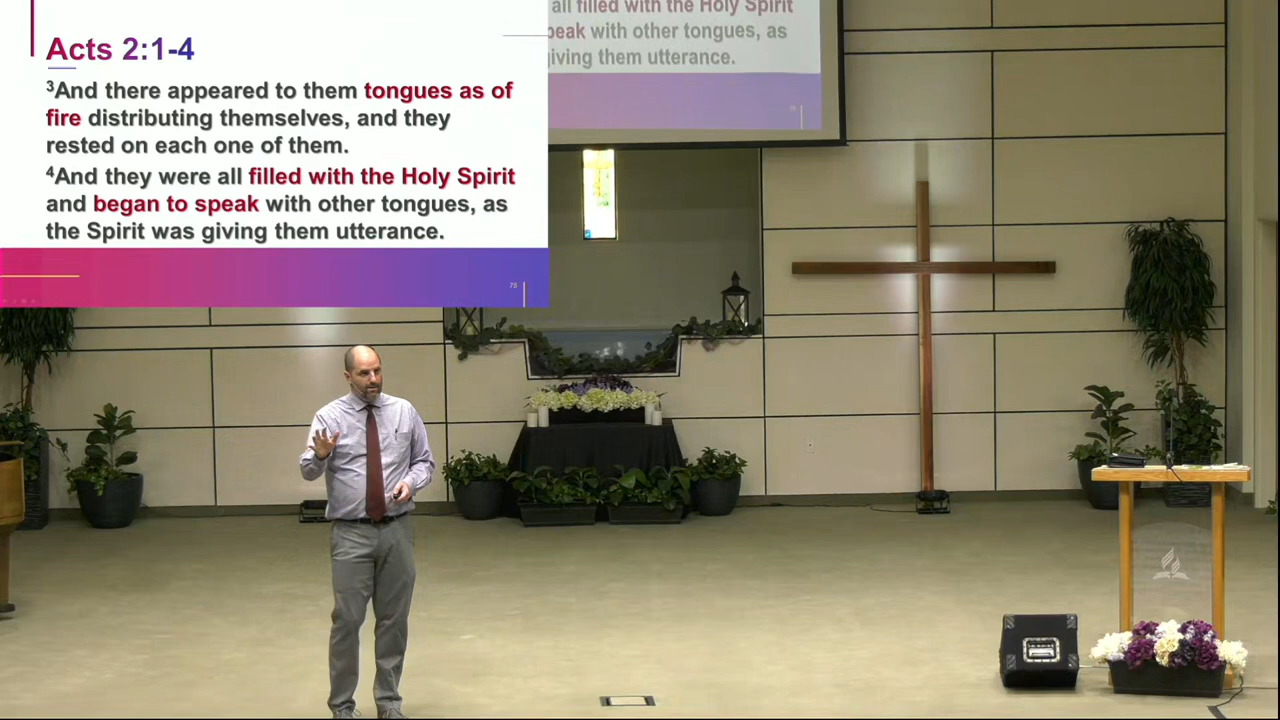 Acts 2:1-4
³And there appeared to them tongues as of
fire distributing themselves, and they
rested on each one of them.
⁴And they were all filled with the Holy Spirit
and began to speak with other tongues, as
the Spirit was giving them utterance.
75
all filled with the Holy Spirit
peak with other tongues, as
giving them utterance.